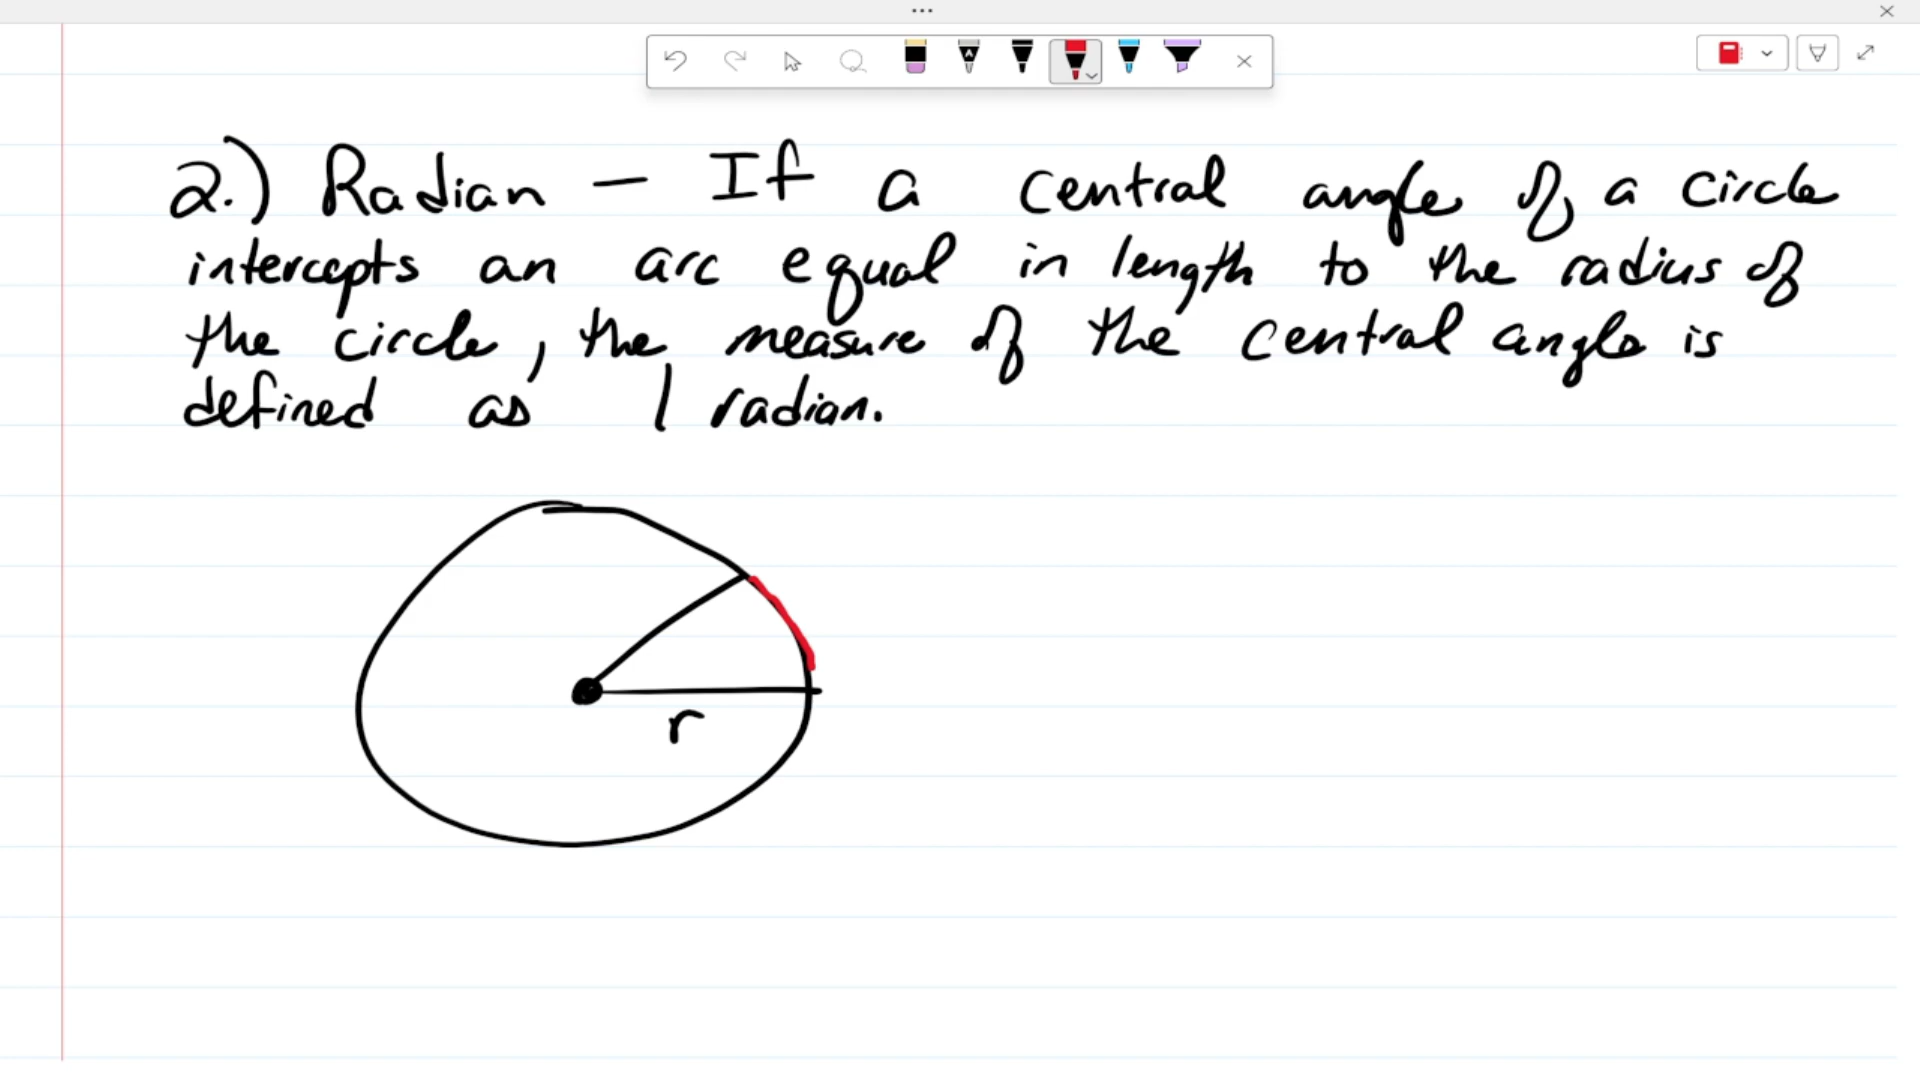 2.) Radian - If a central angle of a circle
intercepts an arc equal in length to the radius of
the circle, the measure of the central angle is
defined as 1 radian.
r